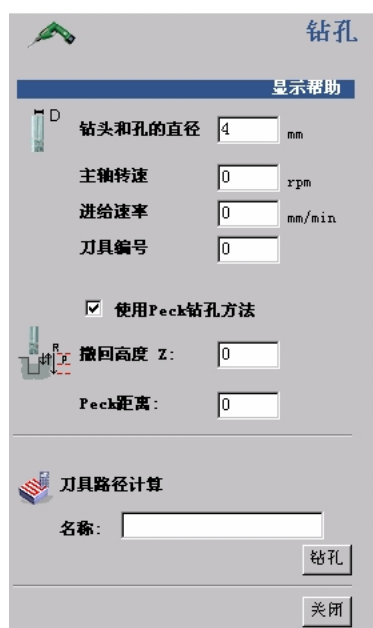 钻孔
显示帮助
D
钻头和孔的直径 4 mm
主轴转速 0 rpm
进给速率 0 mm/min
刀具编号 0
使用Peck钻孔方法
R
P
撤回高度 Z: 0
Peck距离: 0
刀具路径计算
名称:
钻孔
关闭